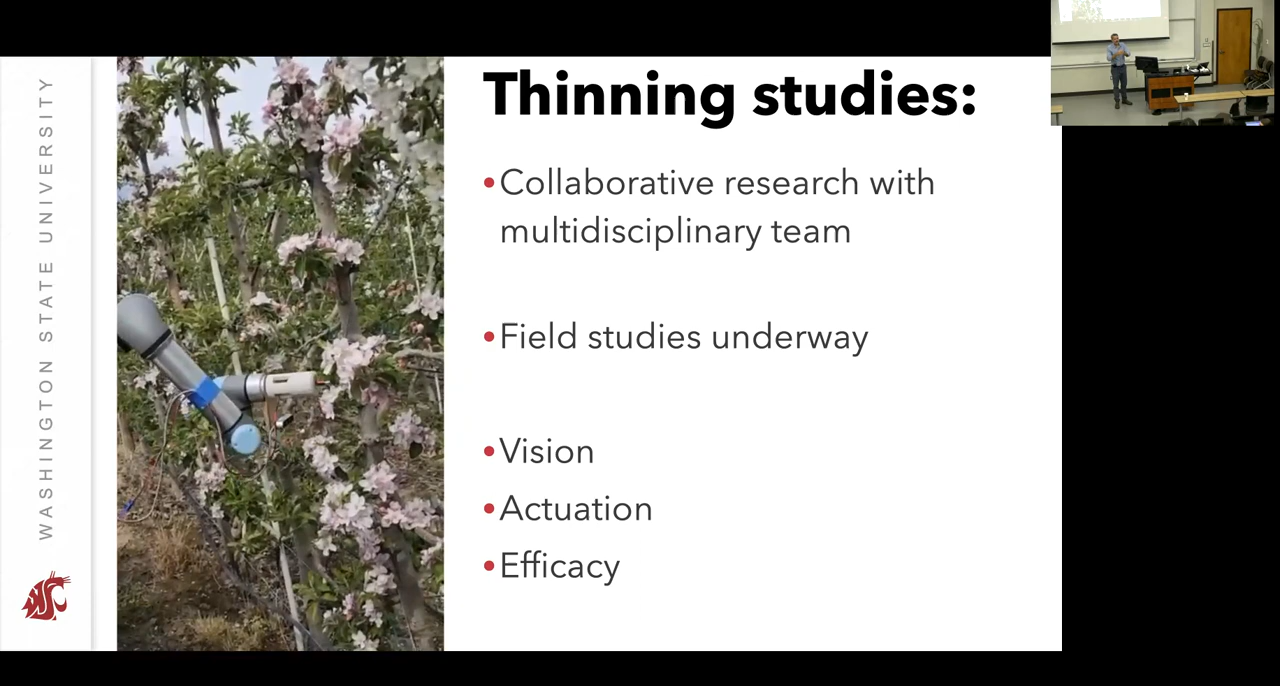 WASHINGTON STATE UNIVERSITY
Thinning studies:
•Collaborative research with
multidisciplinary team
•Field studies underway
•Vision
•Actuation
•Efficacy